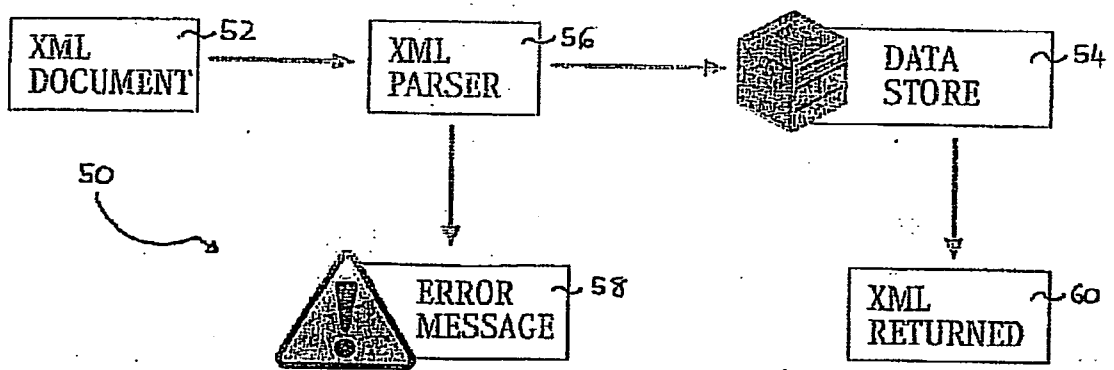 XML
DOCUMENT
52
XML
PARSER
56
DATA
STORE
54
50
!
ERROR
MESSAGE
58
XML
RETURNED
60